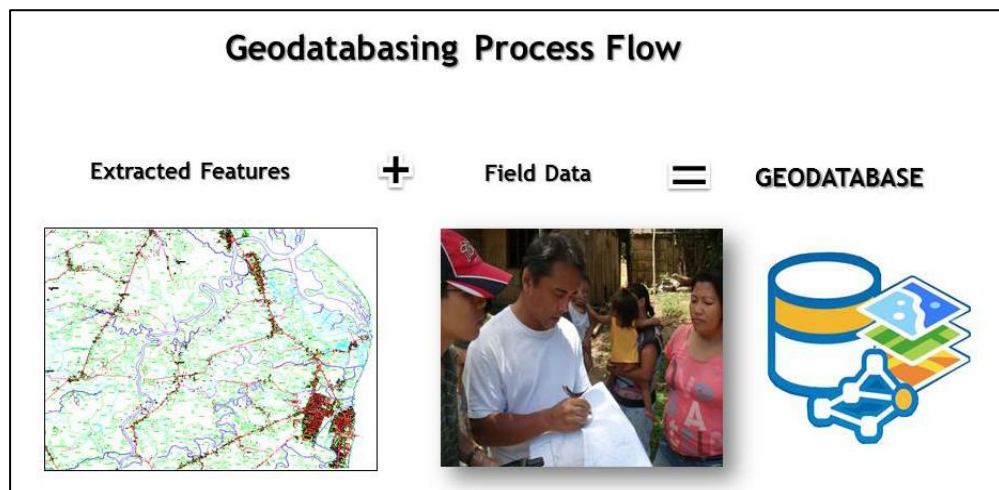 Geodatabasing Process Flow
Extracted Features + Field Data = GEODATABASE